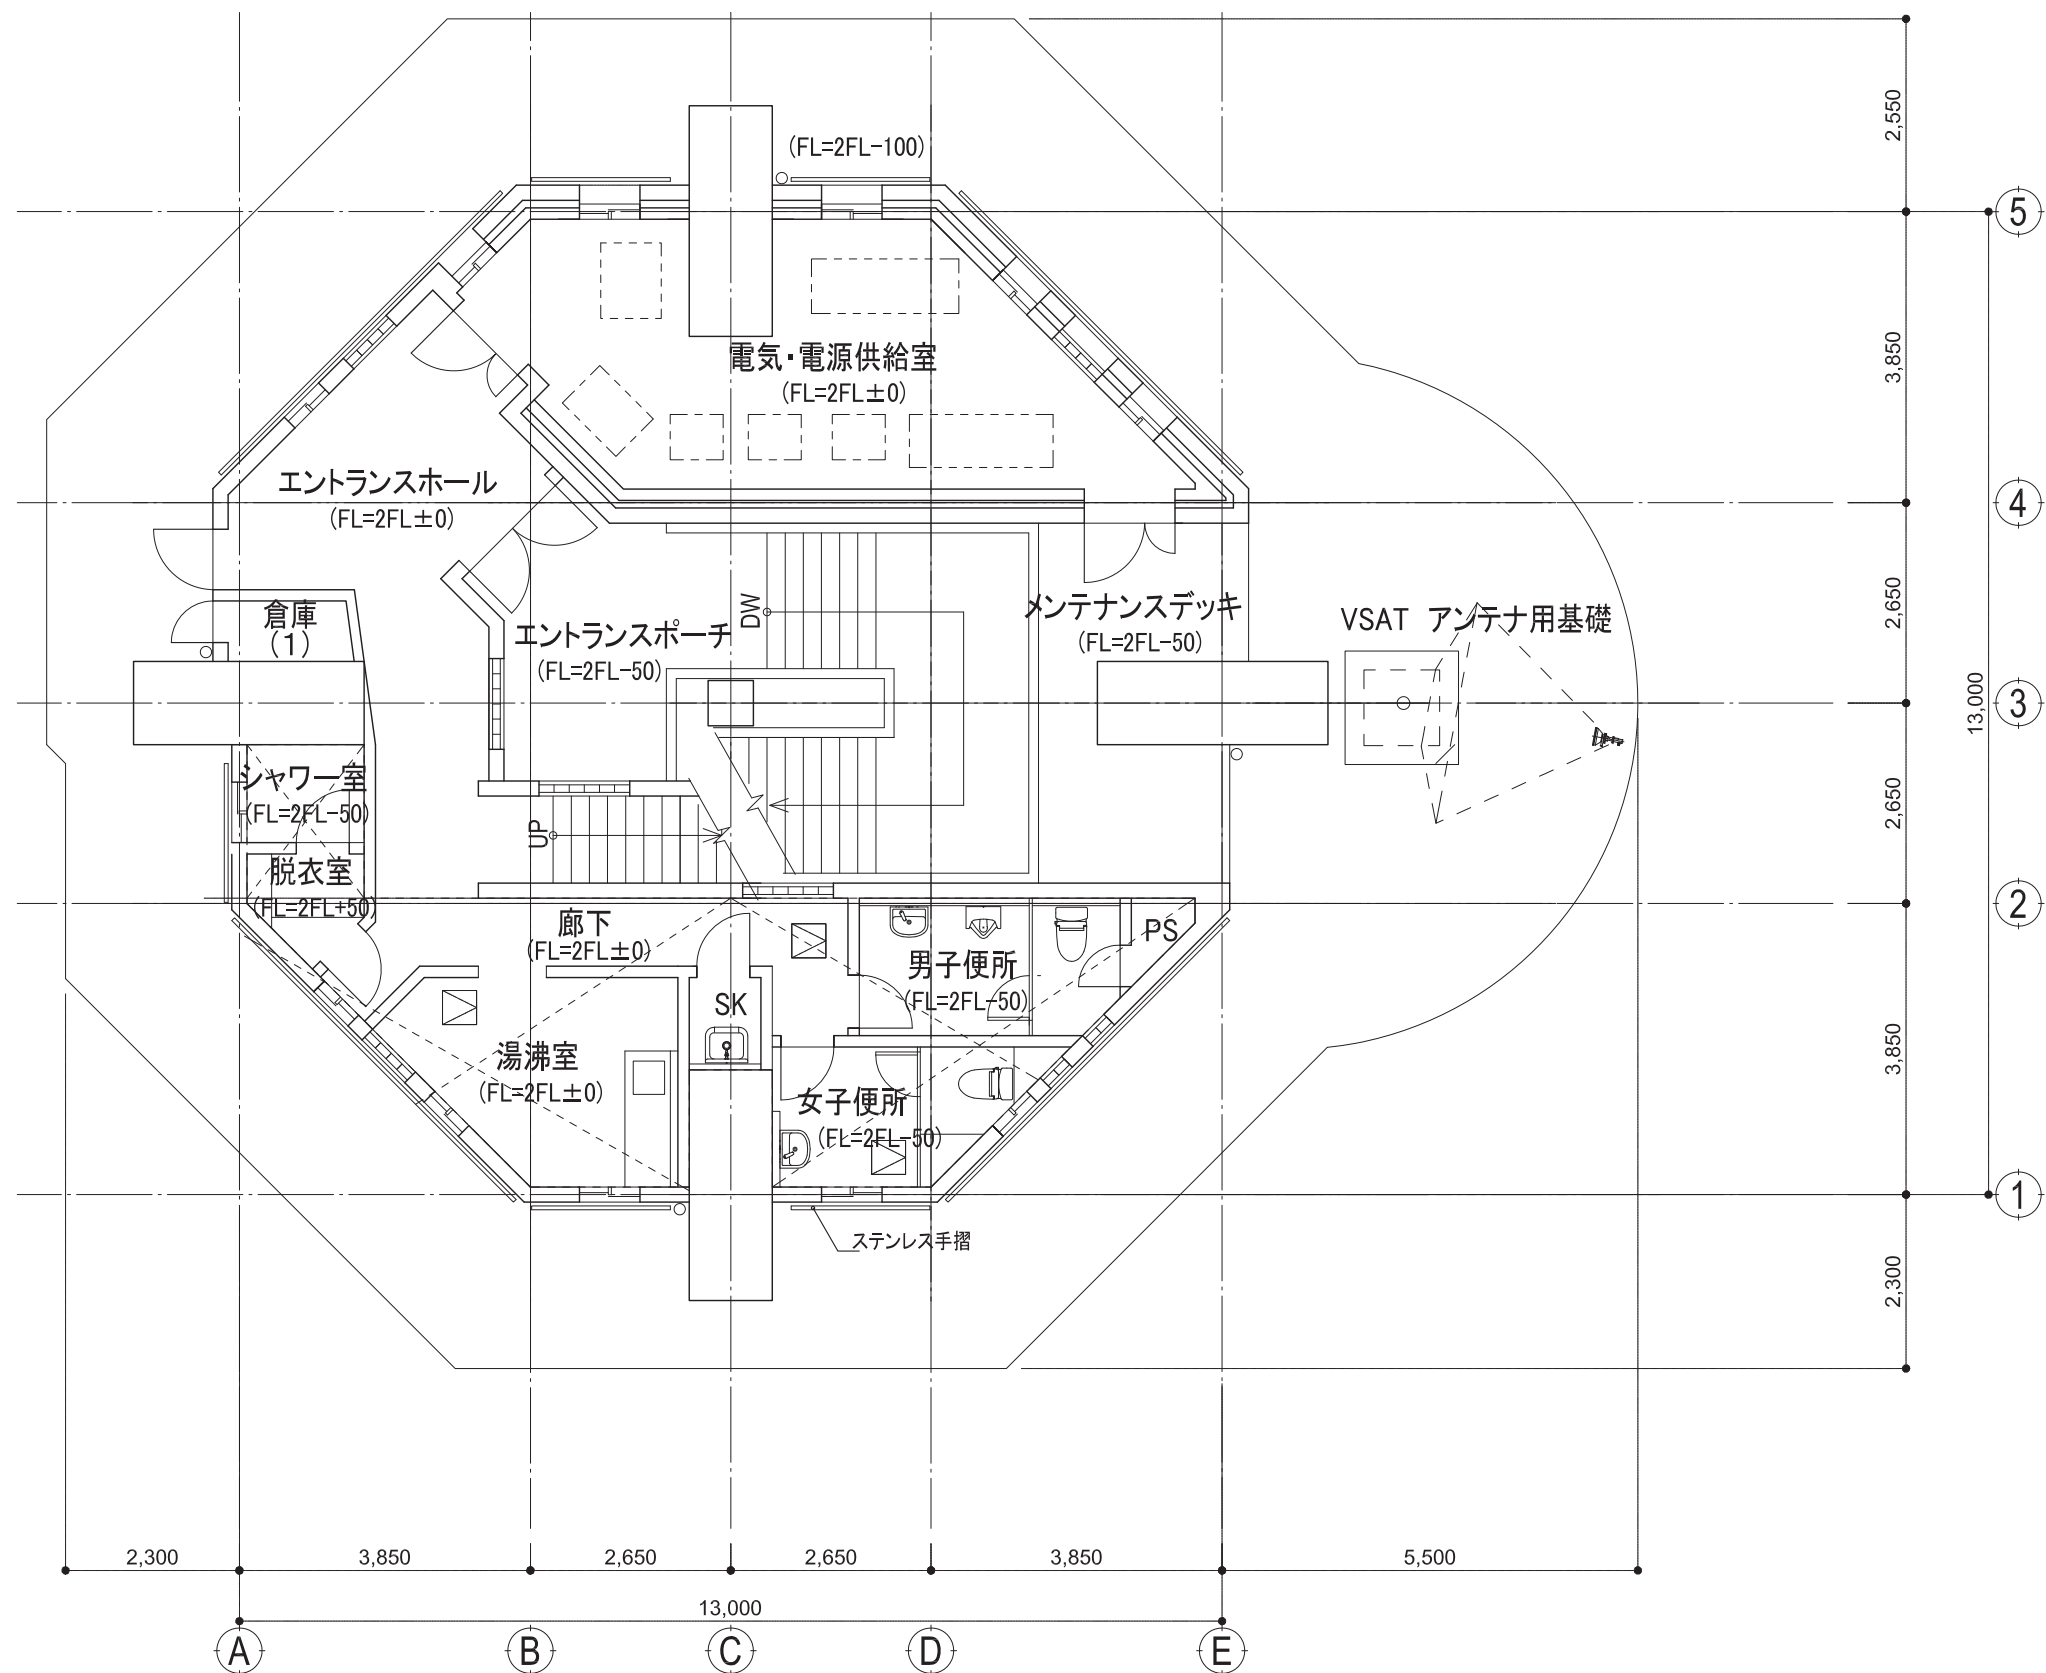 2,550
(FL=2FL-100)
5
電気・電源供給室
(FL=2FL±0)
3,850
エントランスホール
(FL=2FL±0)
4
倉庫
(1)
DW
メンテナンスデッキ
(FL=2FL-50)
VSAT アンテナ用基礎
2,650
エントランスポーチ
(FL=2FL-50)
13,000
3
シャワー室
(FL=2FL-50)
UP
2,650
脱衣室
(FL=2FL+50)
2
廊下
(FL=2FL±0)
PS
男子便所
(FL=2FL-50)
SK
3,850
湯沸室
(FL=2FL±0)
女子便所
(FL=2FL-50)
1
ステンレス手摺
2,300
2,300
3,850
2,650
2,650
3,850
5,500
13,000
A
B
C
D
E